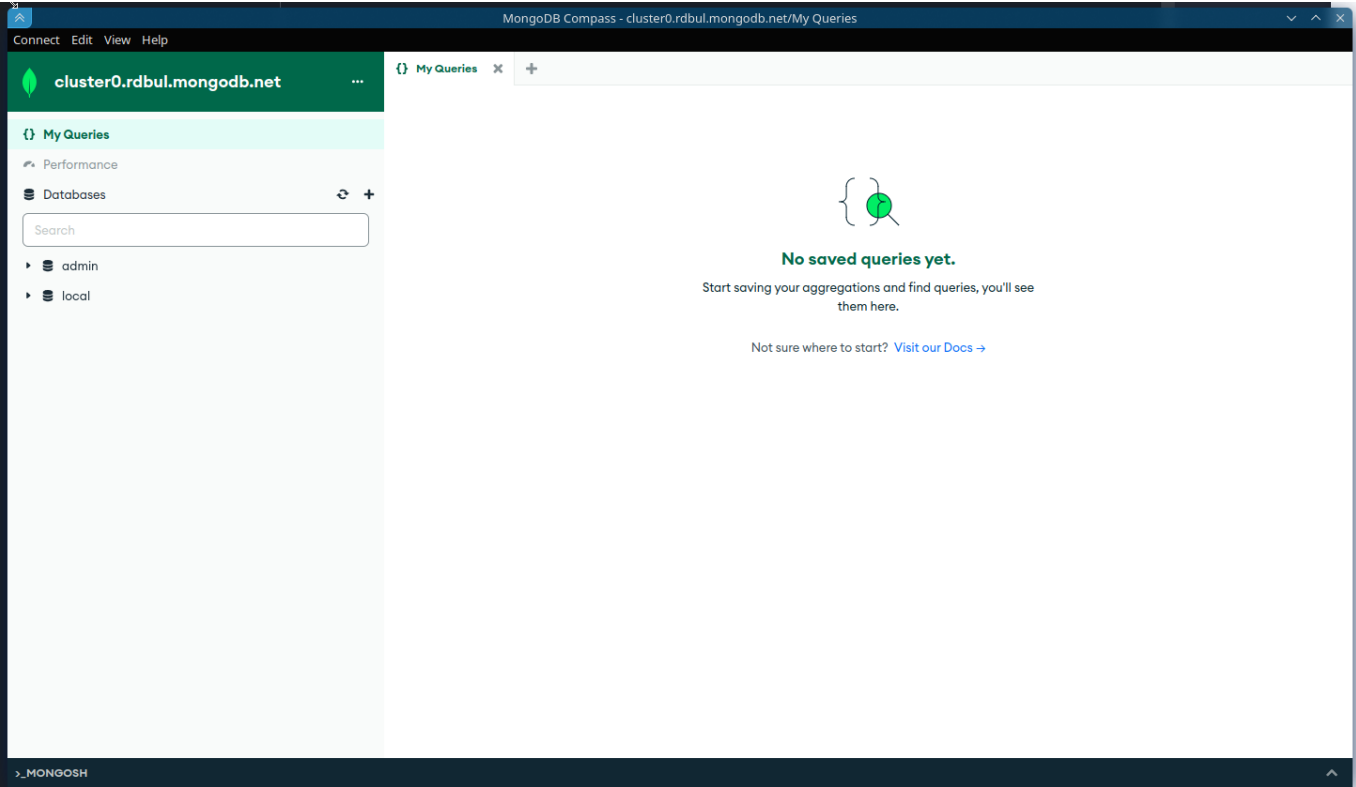 MongoDB Compass - cluster0.rdbul.mongodb.net/My Queries
Connect Edit View Help
cluster0.rdbul.mongodb.net ...
{} My Queries
{} My Queries
Performance
Databases
Search
admin
local
No saved queries yet.
Start saving your aggregations and find queries, you'll see
them here.
Not sure where to start? Visit our Docs →
>_MONGOSH